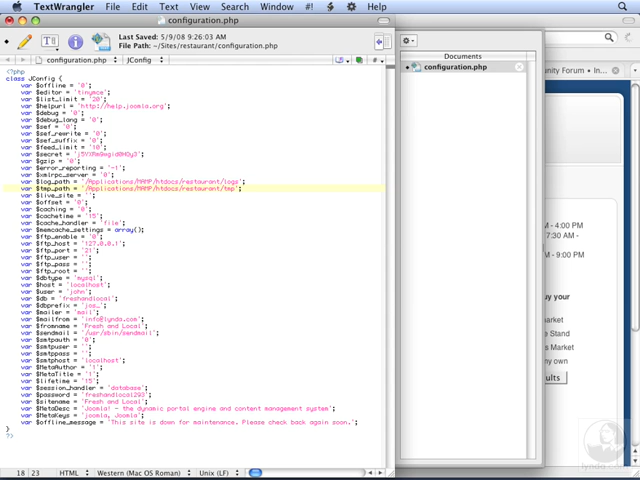 TextWrangler File Edit Text View Search Window #! Help
configuration.php
Last Saved: 5/9/08 9:26:03 AM
File Path: ~/Sites/restaurant/configuration.php
configuration.php JConfig
<?php
class JConfig {
var $offline = '0';
var $editor = 'tinymce';
var $list_limit = '20';
var $helpurl = 'http://help.joomla.org';
var $debug = '0';
var $debug_lang = '0';
var $sef = '0';
var $sef_rewrite = '0';
var $sef_suffix = '0';
var $feed_limit = '10';
var $gzip = '0';
var $error_reporting = '-1';
var $xmlrpc_server = '0';
var $log_path = '/Applications/MAMP/htdocs/restaurant/logs';
var $tmp_path = '/Applications/MAMP/htdocs/restaurant/tmp';
var $live_site = '';
var $offset = '0';
var $caching = '0';
var $cachetime = '15';
var $cache_handler = 'file';
var $memcache_settings = array();
var $ftp_enable = '0';
var $ftp_host = '127.0.0.1';
var $ftp_port = '21';
var $ftp_user = '';
var $ftp_pass = '';
var $ftp_root = '';
var $dbtype = 'mysql';
var $host = 'localhost';
var $user = 'john';
var $db = 'freshandlocal';
var $dbprefix = 'jos_';
var $mailer = 'mail';
var $mailfrom = 'info@lynda.com';
var $fromname = 'Fresh and Local';
var $sendmail = '/usr/sbin/sendmail';
var $smtpauth = '0';
var $smtpuser = '';
var $smtppass = '';
var $smtphost = 'localhost';
var $MetaAuthor = '1';
var $MetaTitle = '1';
var $lifetime = '15';
var $session_handler = 'database';
var $password = 'freshandlocal293';
var $sitename = 'Fresh and Local';
var $MetaDesc = 'Joomla! - the dynamic portal engine and content management system';
var $MetaKeys = 'joomla, Joomla';
var $offline_message = 'This site is down for maintenance. Please check back again soon.';
}
?>
18 23 HTML Western (Mac OS Roman) Unix (LF)
Documents
configuration.php
unity Forum • In...
- 4:00 PM
7:30 AM -
- 9:00 PM
buy your
market
e Stand
Markets
my own
ults
lynda.com